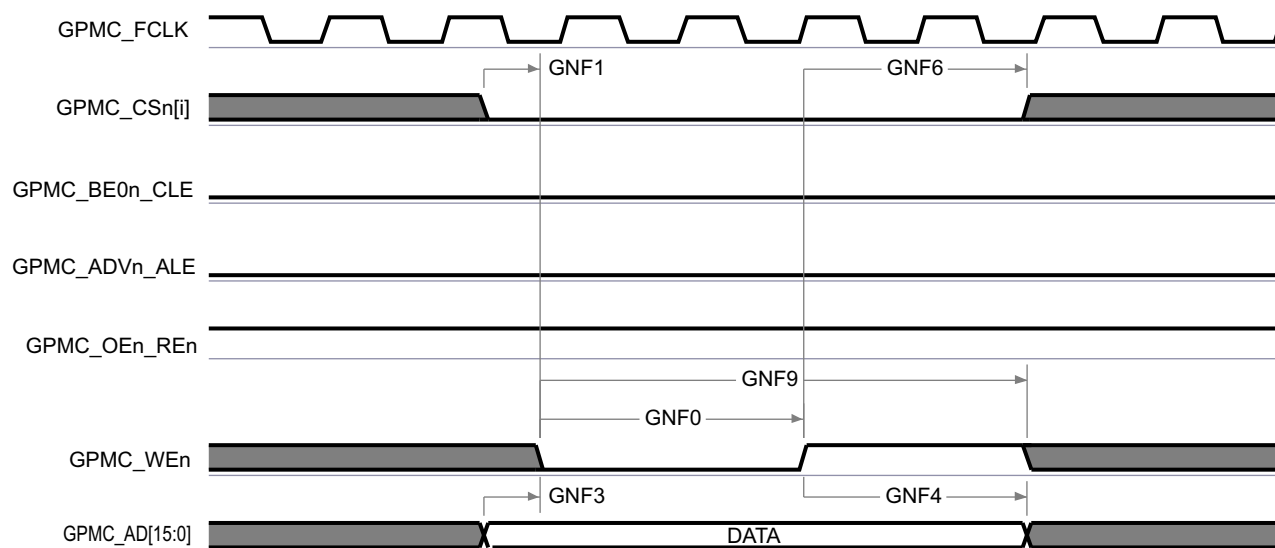 GPMC_FCLK
GNF1
GNF6
GPMC_CSn[i]
GPMC_BE0n_CLE
GPMC_ADVn_ALE
GPMC_OEn_REn
GNF9
GNF0
GPMC_WEn
GNF3
GNF4
GPMC_AD[15:0]
DATA